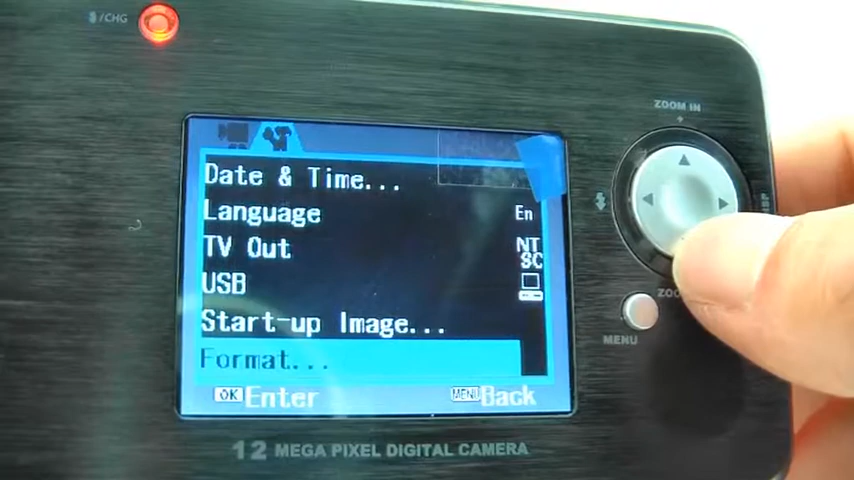 /CHG
ZOOM IN
Date & Time...
Language En
TV Out NT
SC
USB
Start-up Image...
Format...
OK Enter MENU Back
MENU
12 MEGA PIXEL DIGITAL CAMERA